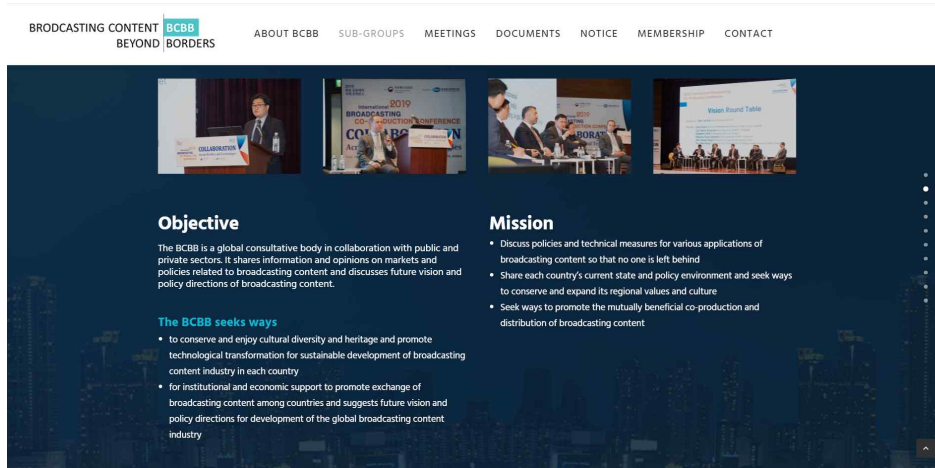 BRODCASTING CONTENT BCBB
BEYOND BORDERS
ABOUT BCBB SUB-GROUPS MEETINGS DOCUMENTS NOTICE MEMBERSHIP CONTACT
COLLABORATION
International 2019
BROADCASTING
CO-PRODUCTION CONFERENCE
Vision Round Table
Objective
The BCBB is a global consultative body in collaboration with public and
private sectors. It shares information and opinions on markets and
policies related to broadcasting content and discusses future vision and
policy directions of broadcasting content.
The BCBB seeks ways
• to conserve and enjoy cultural diversity and heritage and promote
technological transformation for sustainable development of broadcasting
content industry in each country
• for institutional and economic support to promote exchange of
broadcasting content among countries and suggests future vision and
policy directions for development of the global broadcasting content
industry
Mission
• Discuss policies and technical measures for various applications of
broadcasting content so that no one is left behind
• Share each country's current state and policy environment and seek ways
to conserve and expand its regional values and culture
• Seek ways to promote the mutually beneficial co-production and
distribution of broadcasting content